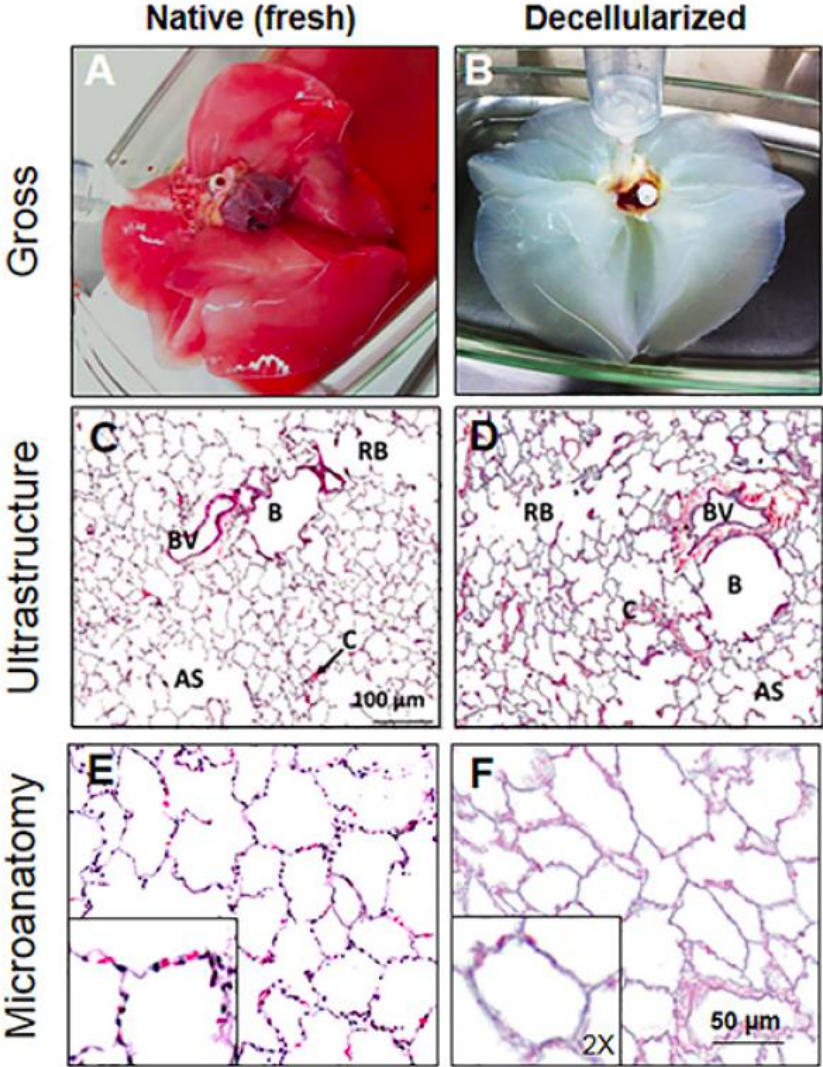 Native (fresh) Decellularized
Gross
A
B
Ultrastructure
C
RB
B
BV
C
AS
100 µm
D
RB
BV
B
C
AS
Microanatomy
E
F
2X
50 µm